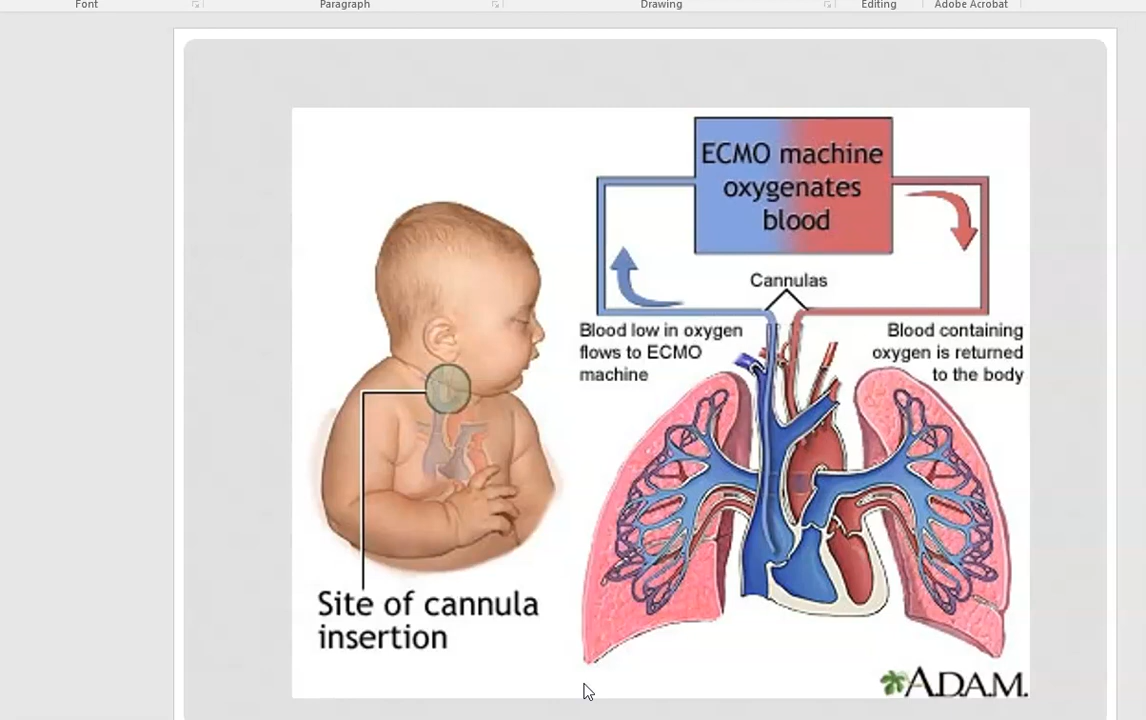 Font
Paragraph
Drawing
Editing
Adobe Acrobat
ECMO machine
oxygenates
blood
Cannulas
Blood low in oxygen
flows to ECMO
machine
Blood containing
oxygen is returned
to the body
Site of cannula
insertion
A.D.A.M.